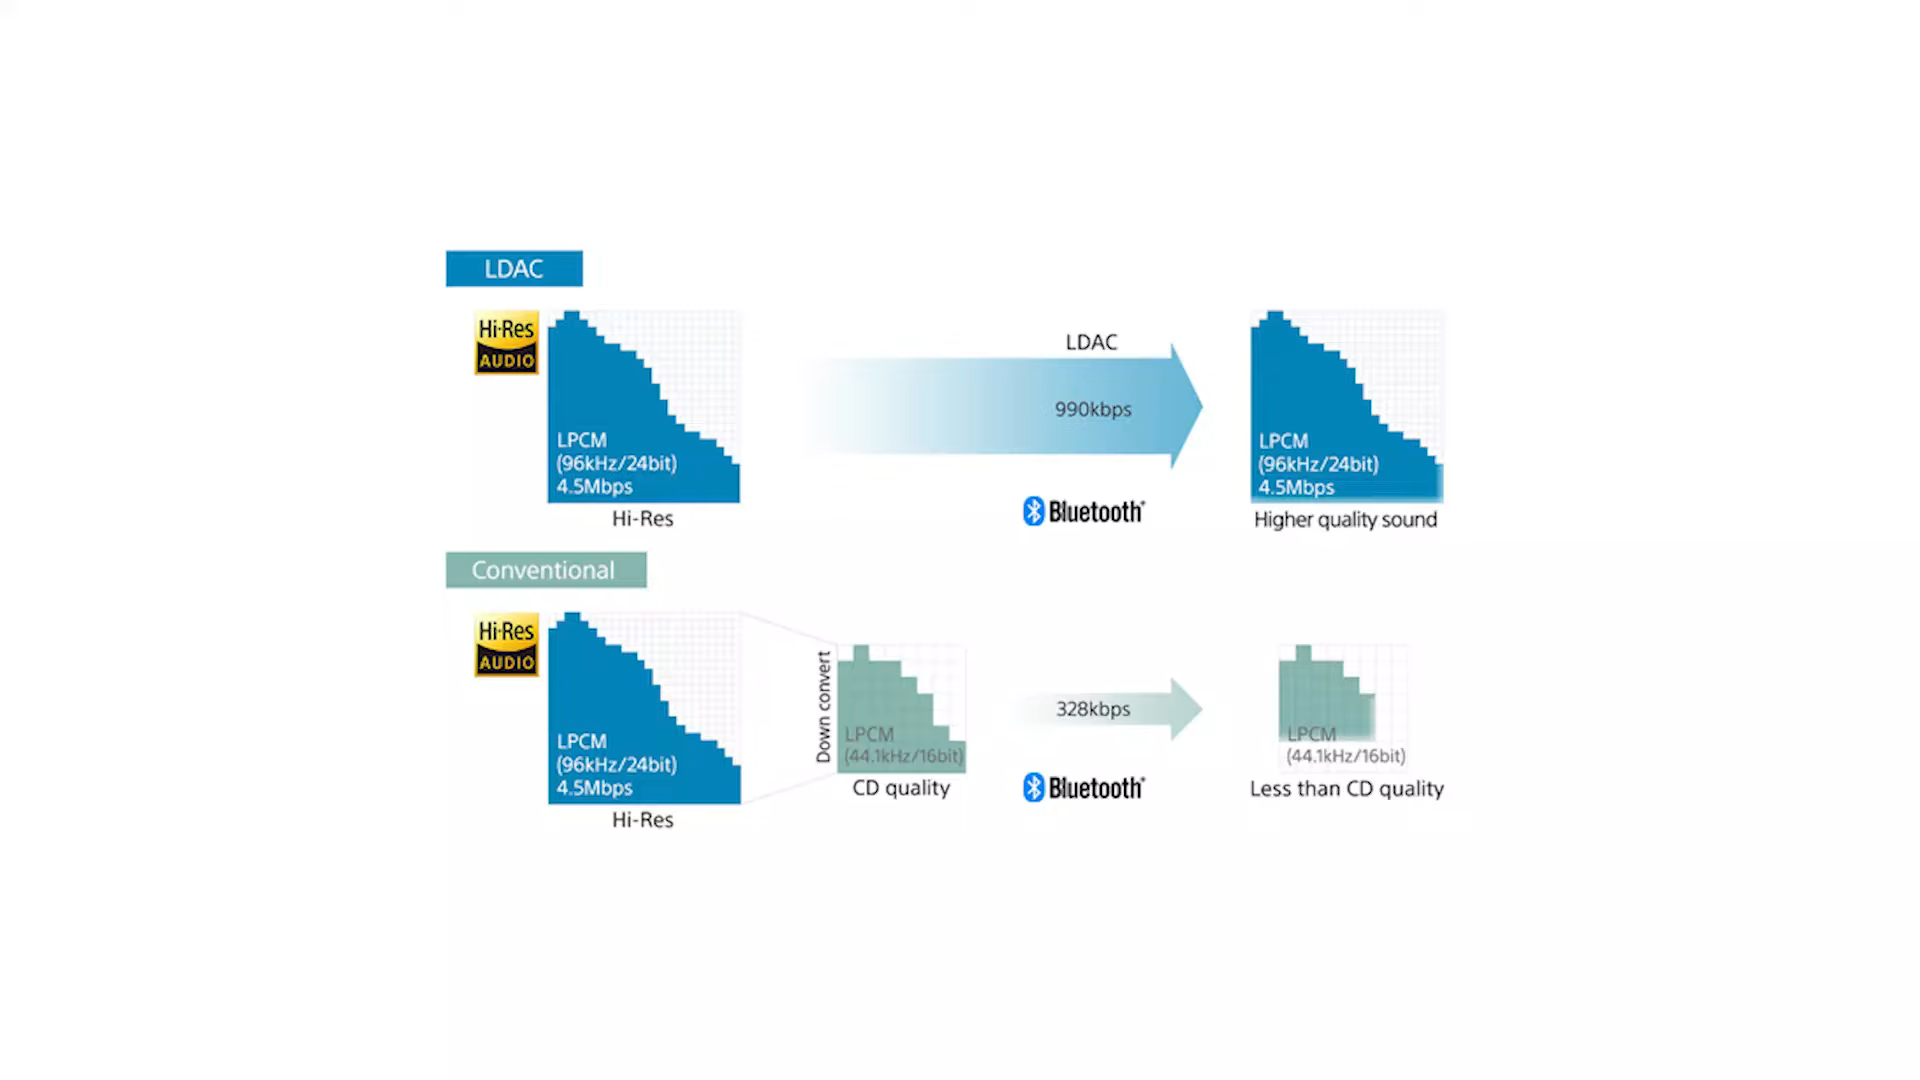 LDAC
Hi-Res
AUDIO
LPCM
(96kHz/24bit)
4.5Mbps
Hi-Res
LDAC
990kbps
Bluetooth®
LPCM
(96kHz/24bit)
4.5Mbps
Higher quality sound
Conventional
Hi-Res
AUDIO
LPCM
(96kHz/24bit)
4.5Mbps
Hi-Res
Down convert
LPCM
(44.1kHz/16bit)
CD quality
328kbps
Bluetooth®
LPCM
(44.1kHz/16bit)
Less than CD quality